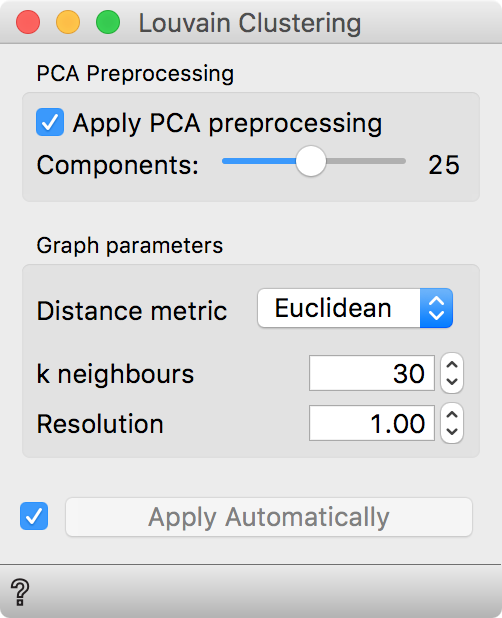 Louvain Clustering
PCA Preprocessing
Apply PCA preprocessing
Components: 25
Graph parameters
Distance metric Euclidean
k neighbours 30
Resolution 1.00
Apply Automatically
?